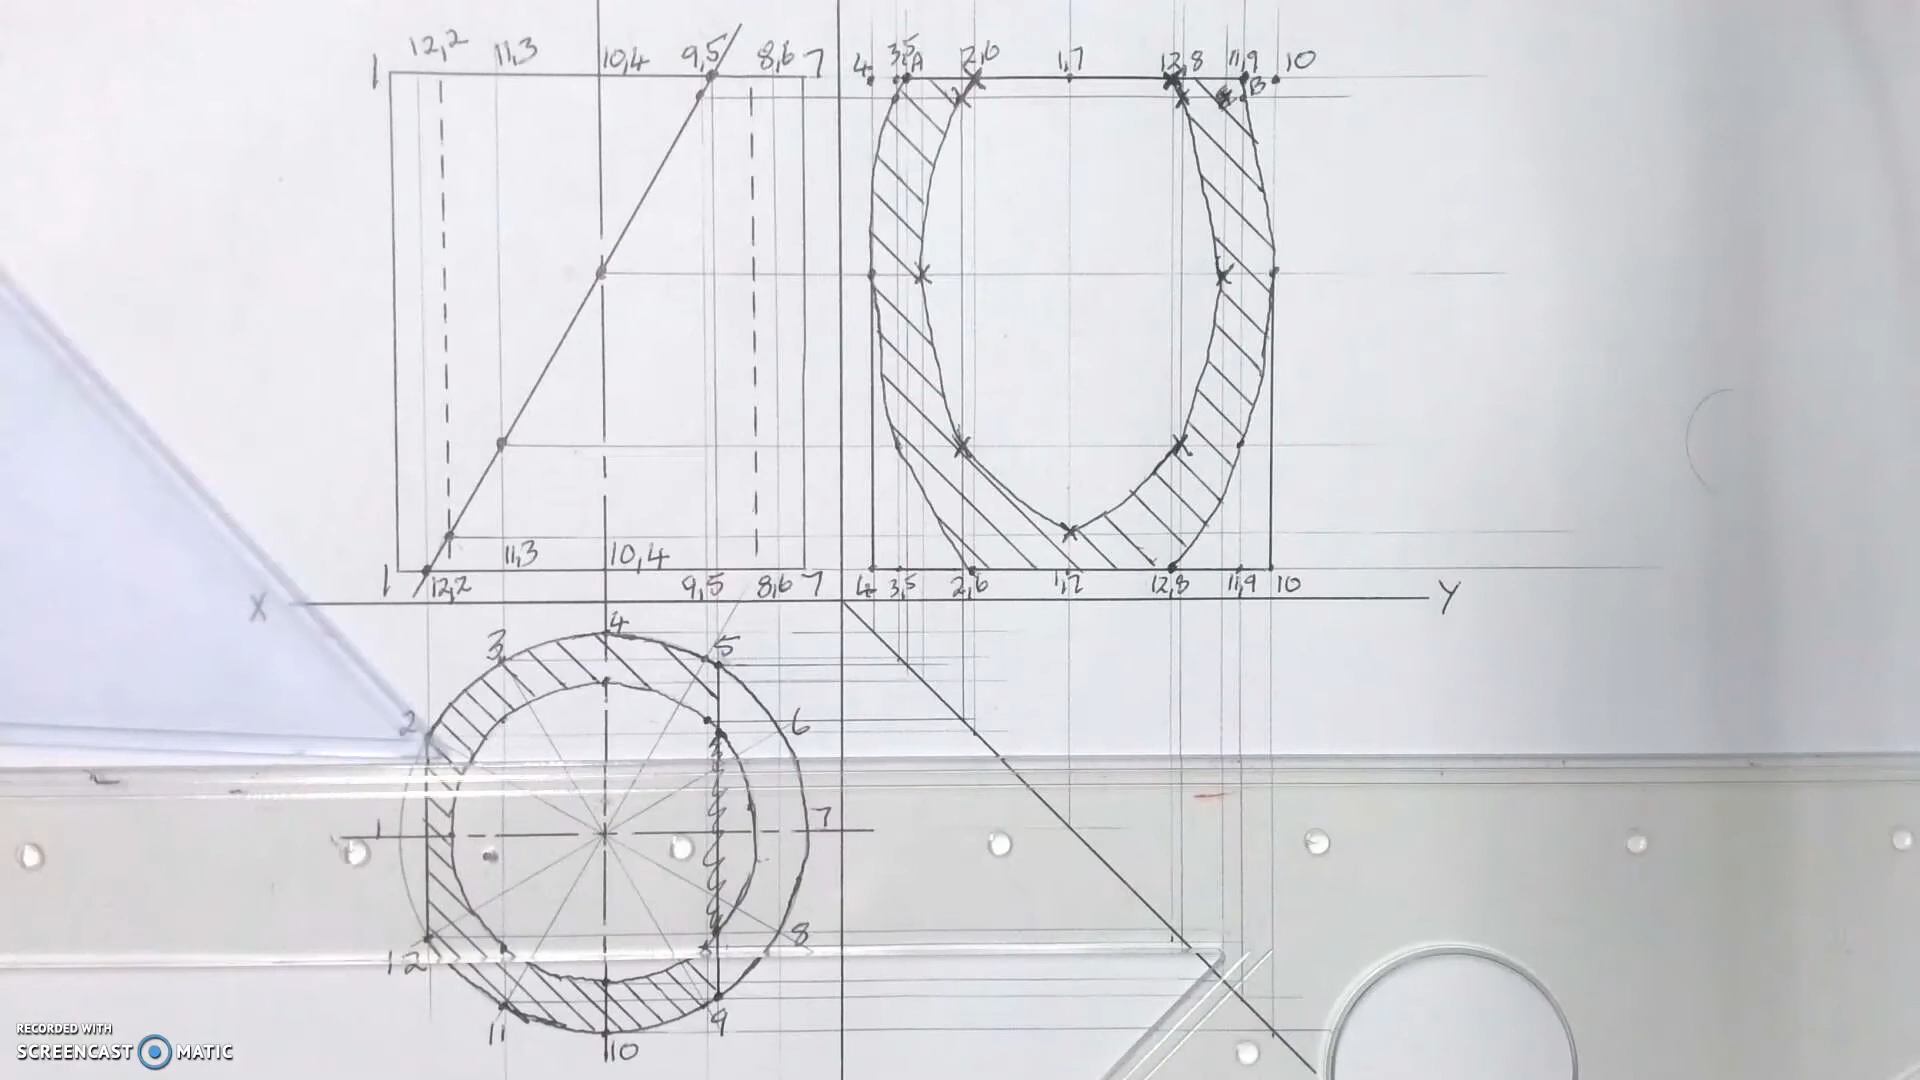 1 12,2 11,3 10,4 9,5 8,6 7
4 3,5 A 2,6 1,7 12,8 11,9 10
B
11,3 10,4
1 12,2 9,5 8,6 7
4 3,5 2,6 1,7 12,8 11,9 10
X Y
4
3 5
2 6
1 7
8
12
11 9
10
RECORDED WITH
SCREENCAST MATIC